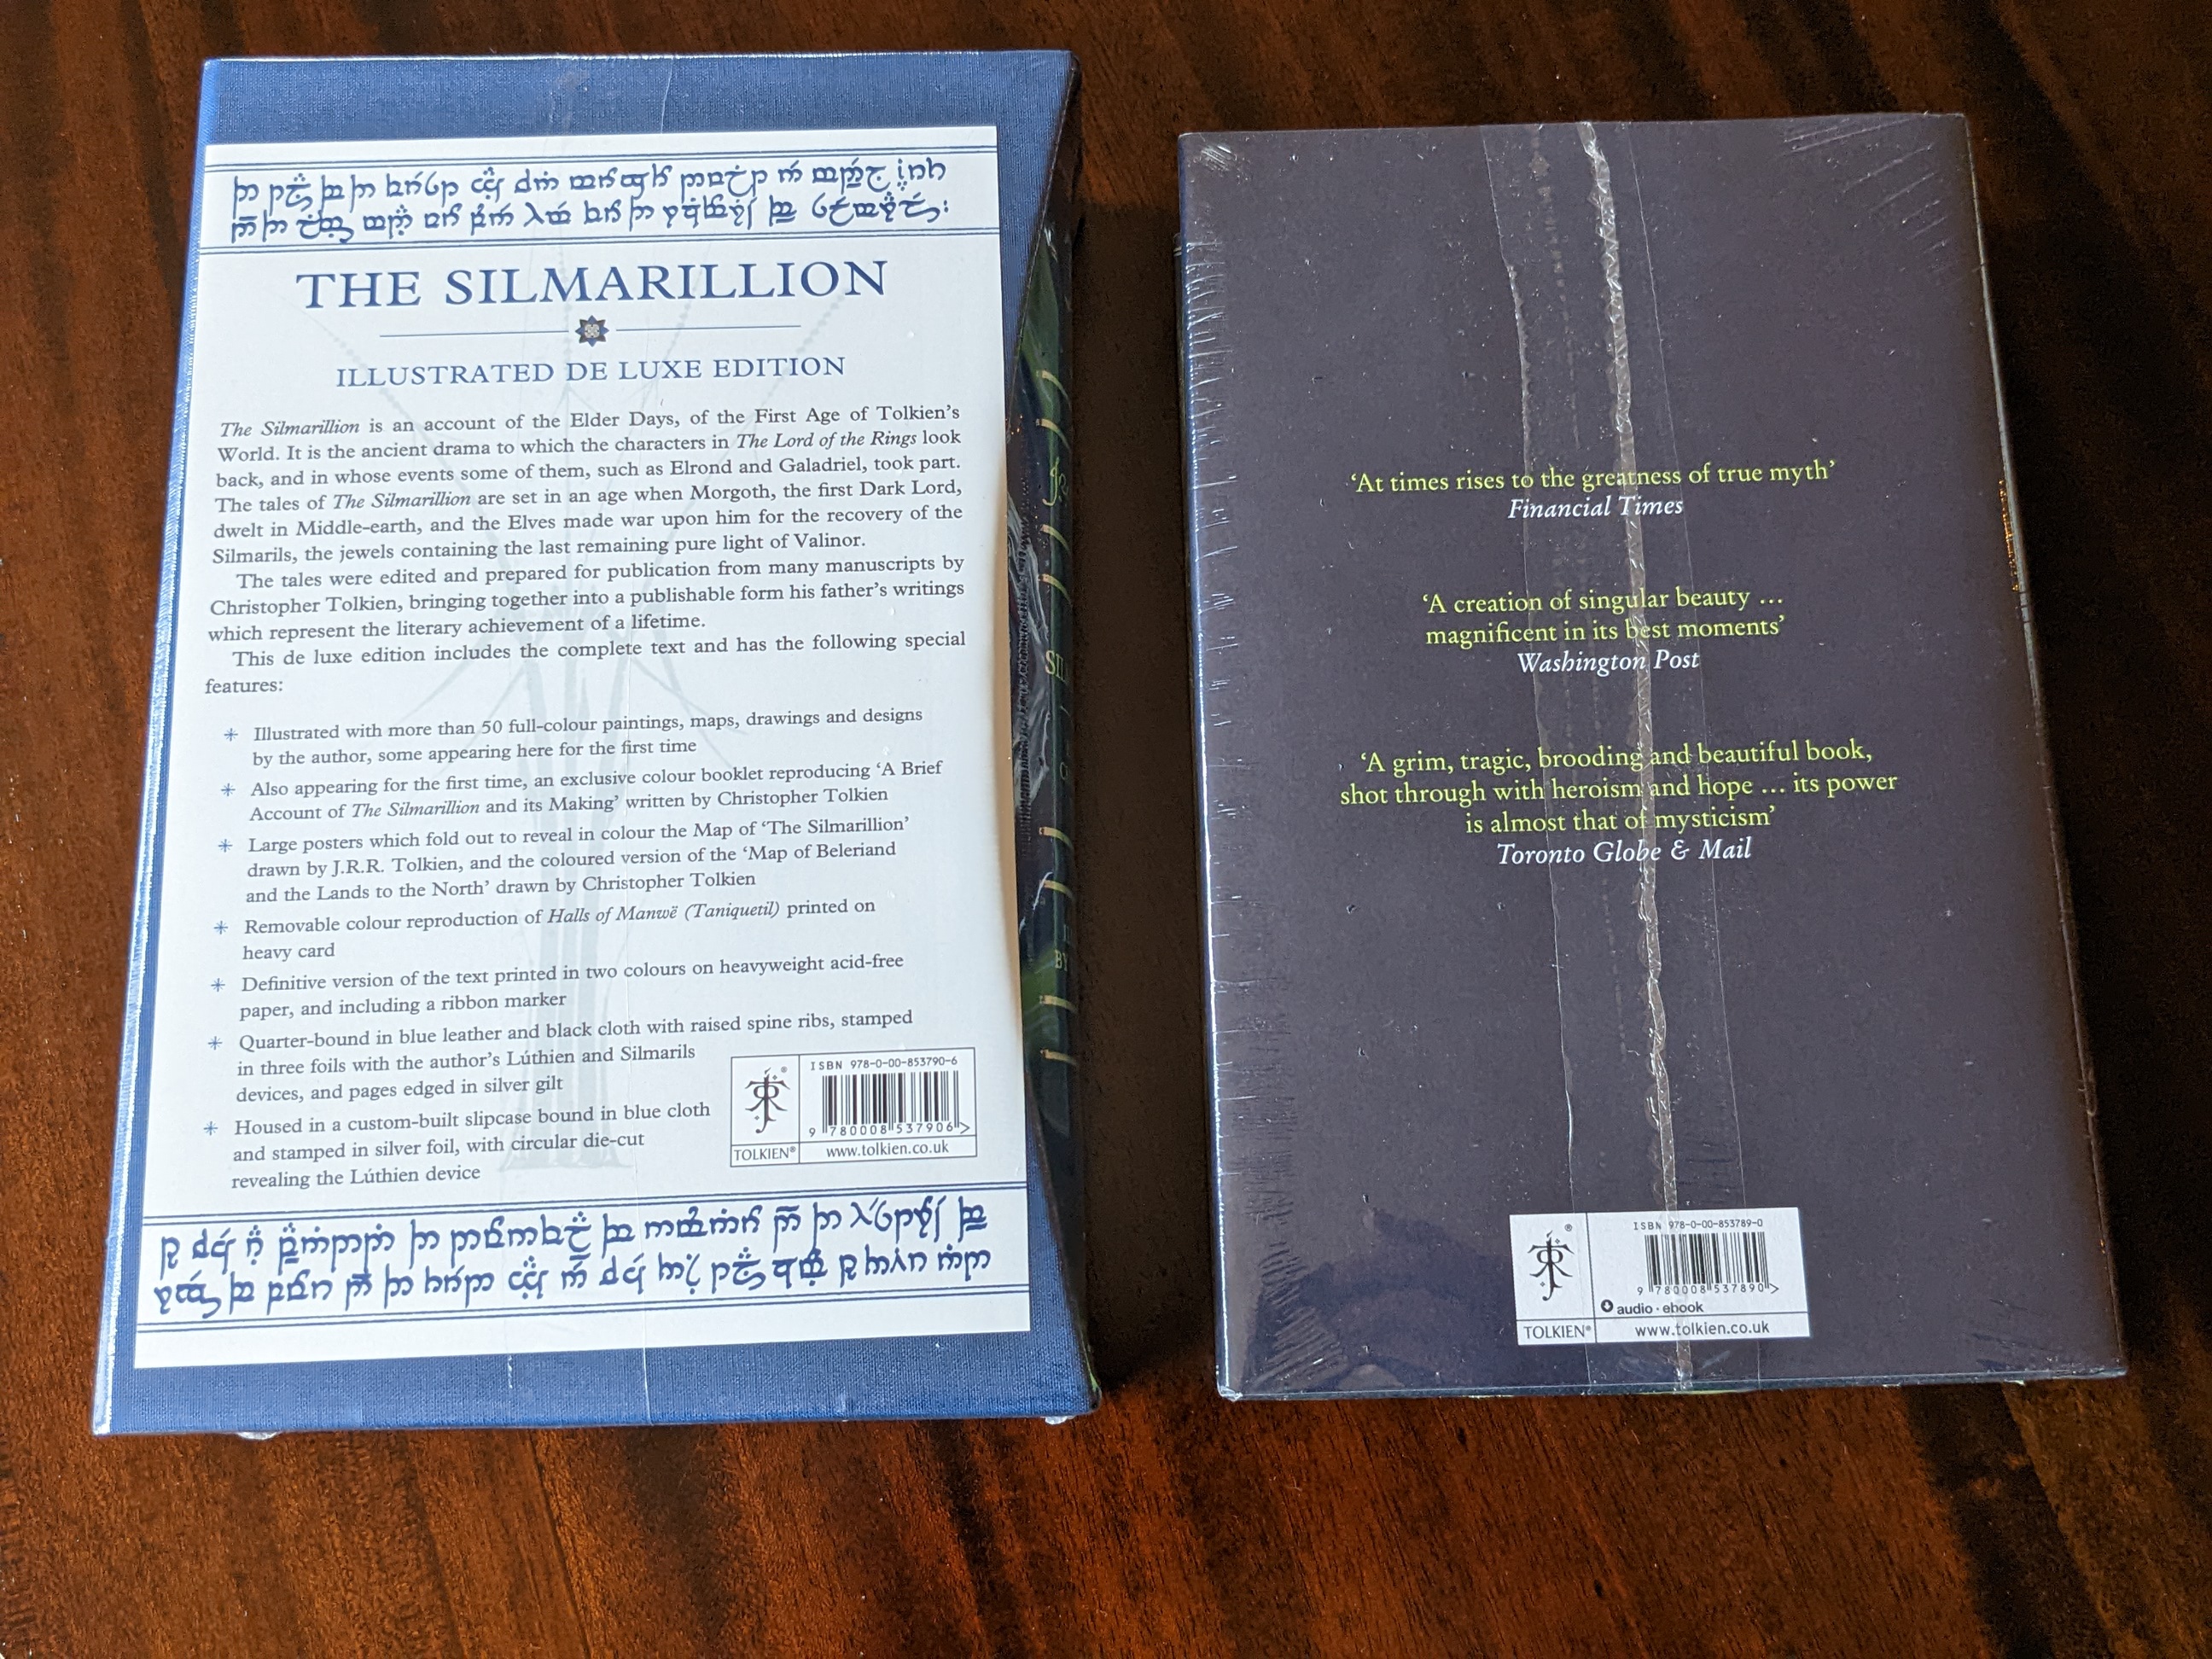 THE SILMARILLION
ILLUSTRATED DE LUXE EDITION
The Silmarillion is an account of the Elder Days, of the First Age of Tolkien's
World. It is the ancient drama to which the characters in The Lord of the Rings look
back, and in whose events some of them, such as Elrond and Galadriel, took part.
The tales of The Silmarillion are set in an age when Morgoth, the first Dark Lord,
dwelt in Middle-earth, and the Elves made war upon him for the recovery of the
Silmarils, the jewels containing the last remaining pure light of Valinor.
The tales were edited and prepared for publication from many manuscripts by
Christopher Tolkien, bringing together into a publishable form his father's writings
which represent the literary achievement of a lifetime.
This de luxe edition includes the complete text and has the following special
features:
Illustrated with more than 50 full-colour paintings, maps, drawings and designs
by the author, some appearing here for the first time
Also appearing for the first time, an exclusive colour booklet reproducing 'A Brief
Account of The Silmarillion and its Making' written by Christopher Tolkien
Large posters which fold out to reveal in colour the Map of 'The Silmarillion'
drawn by J.R.R. Tolkien, and the coloured version of the 'Map of Beleriand
and the Lands to the North' drawn by Christopher Tolkien
Removable colour reproduction of Halls of Manwë (Taniquetil) printed on
heavy card
Definitive version of the text printed in two colours on heavyweight acid-free
paper, and including a ribbon marker
Quarter-bound in blue leather and black cloth with raised spine ribs, stamped
in three foils with the author's Lúthien and Silmarils
devices, and pages edged in silver gilt
Housed in a custom-built slipcase bound in blue cloth
and stamped in silver foil, with circular die-cut
revealing the Lúthien device
ISBN 978-0-00-853790-6
9 780008 537906 >
TOLKIEN® www.tolkien.co.uk
'At times rises to the greatness of true myth'
Financial Times
'A creation of singular beauty ...
magnificent in its best moments'
Washington Post
'A grim, tragic, brooding and beautiful book,
shot through with heroism and hope ... its power
is almost that of mysticism'
Toronto Globe & Mail
ISBN 978-0-00-853789-0
9 780008 537890 >
audio · ebook
TOLKIEN® www.tolkien.co.uk